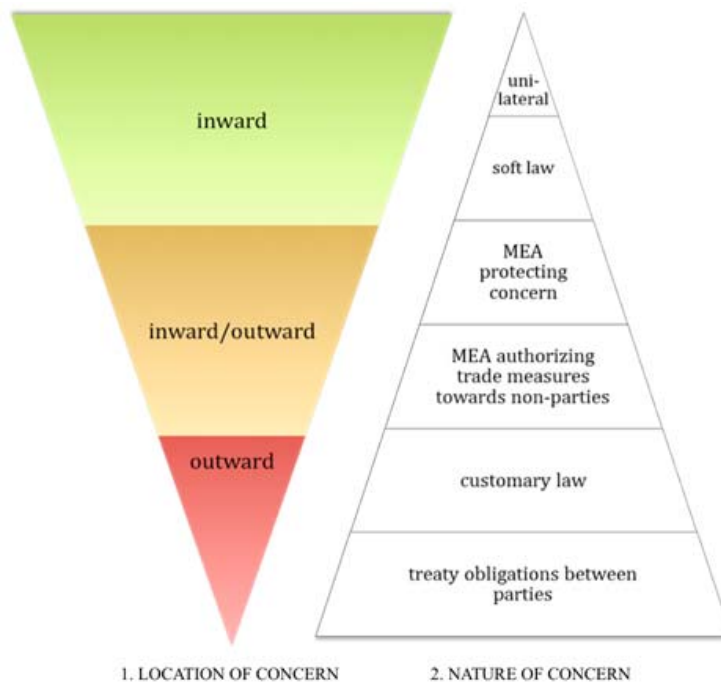 inward
inward/outward
outward
1. LOCATION OF CONCERN
uni-
lateral
soft law
MEA
protecting
concern
MEA authorizing
trade measures
towards non-parties
customary law
treaty obligations between
parties
2. NATURE OF CONCERN